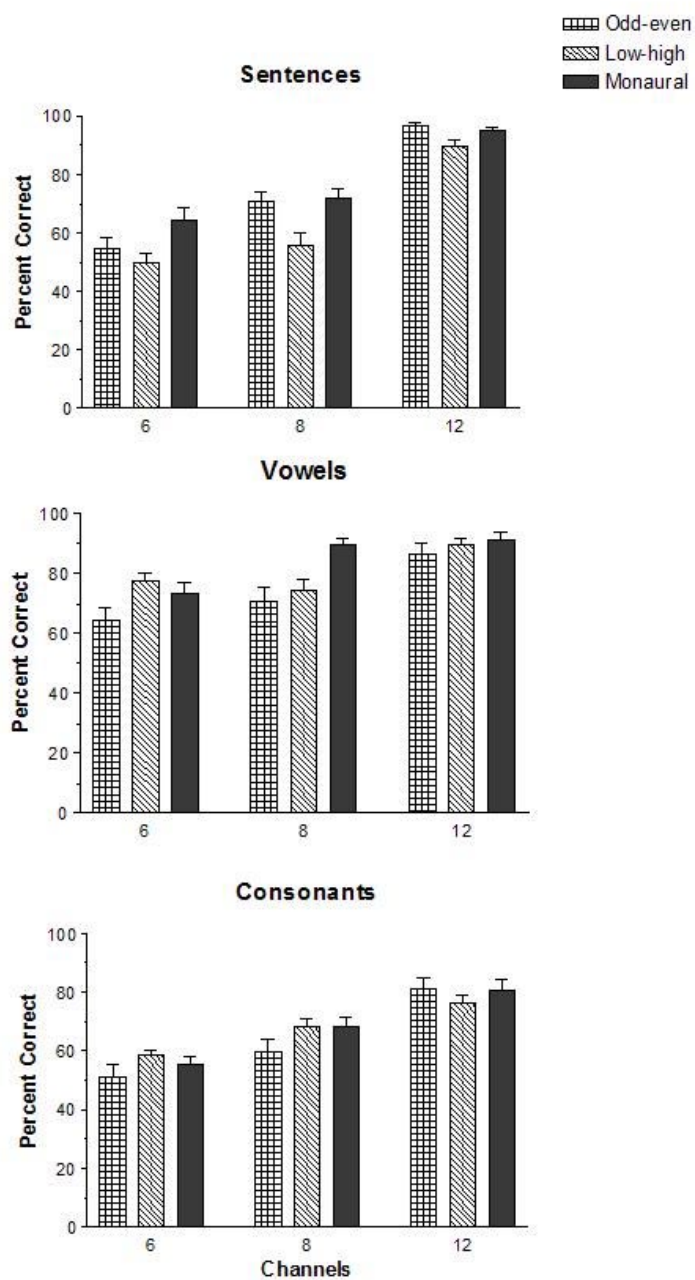 Odd-even
Low-high
Monaural
Sentences
Percent Correct
100
80
60
40
20
0
6 8 12
Vowels
Percent Correct
100
80
60
40
20
0
6 8 12
Consonants
Percent Correct
100
80
60
40
20
0
6 8 12
Channels